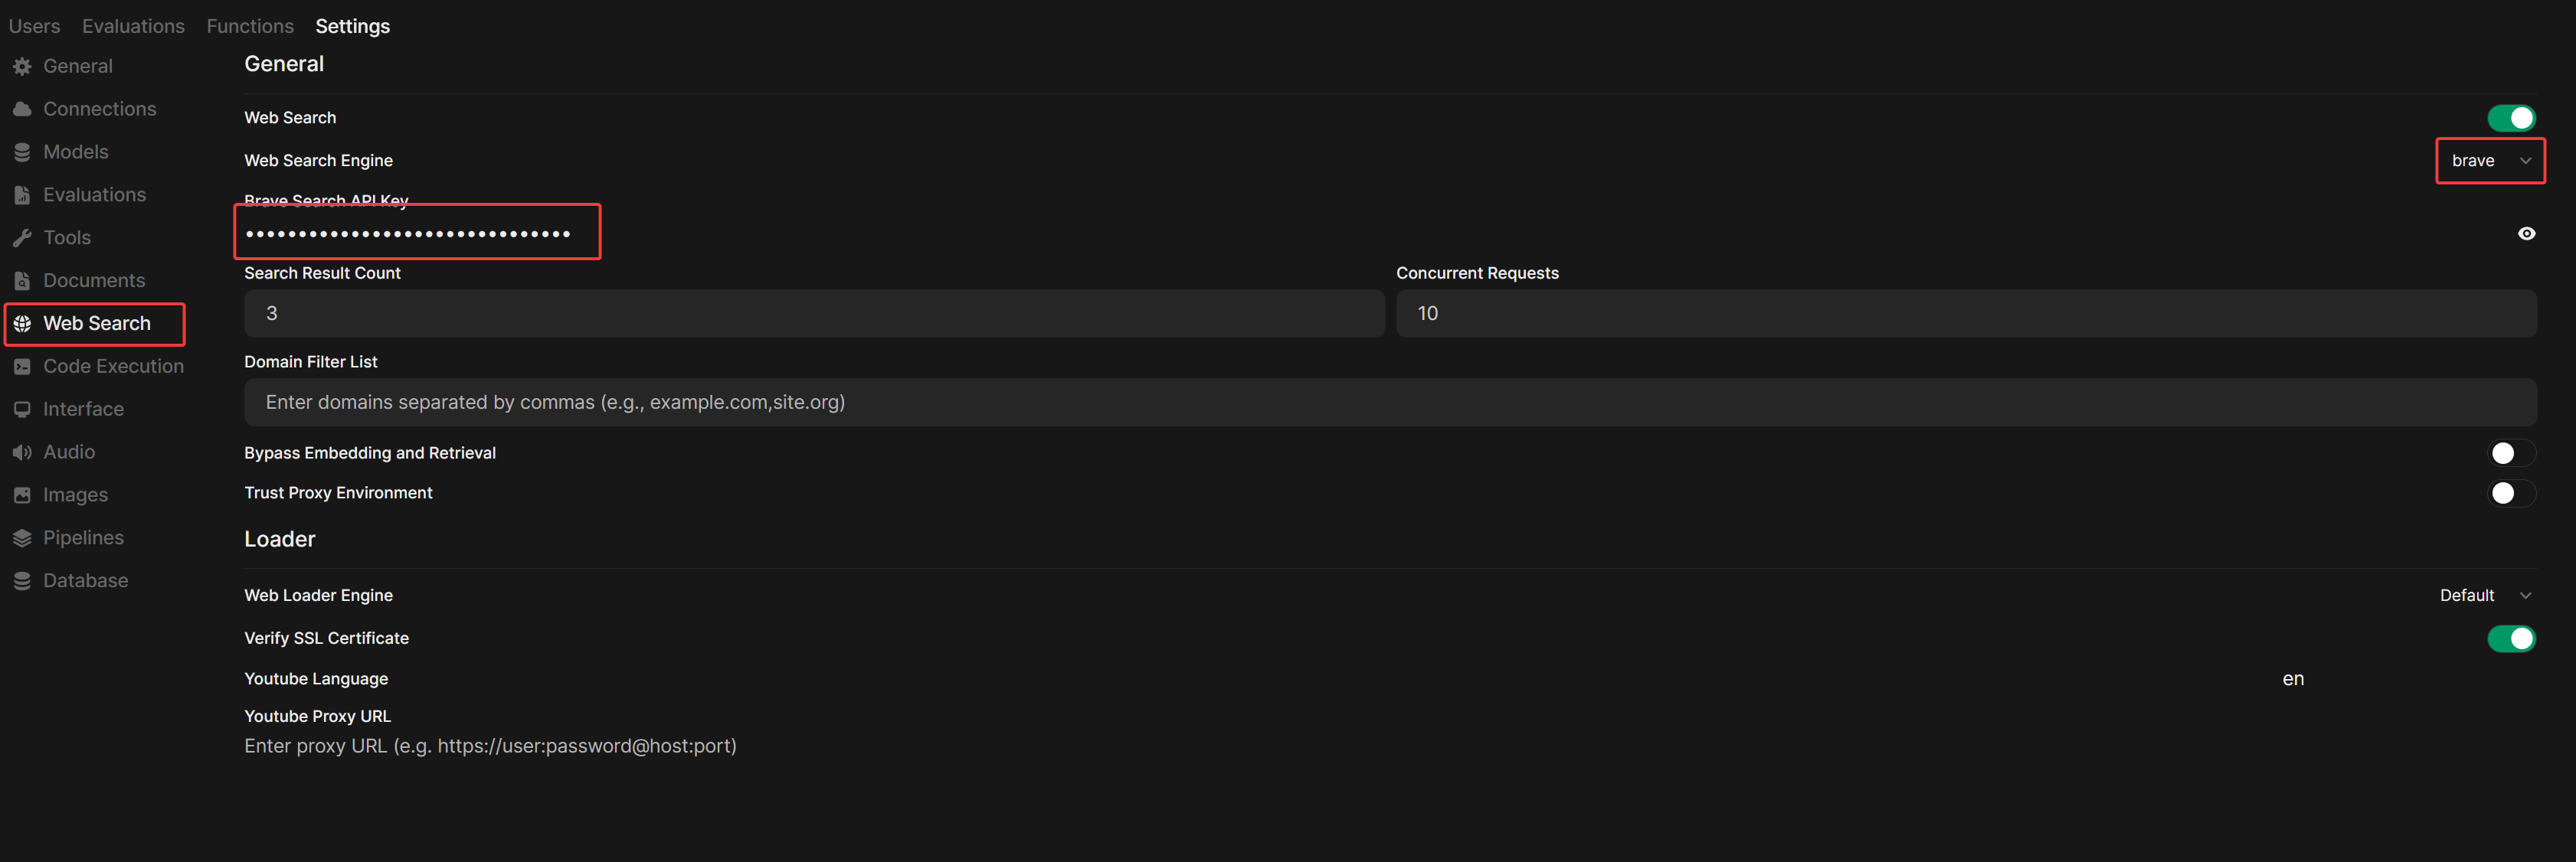 Users Evaluations Functions Settings
General
Connections
Models
Evaluations
Tools
Documents
Web Search
Code Execution
Interface
Audio
Images
Pipelines
Database
General
Web Search
Web Search Engine brave
Brave Search API Key
•••••••••••••••••••••••••••••••
Search Result Count Concurrent Requests
3 10
Domain Filter List
Enter domains separated by commas (e.g., example.com,site.org)
Bypass Embedding and Retrieval
Trust Proxy Environment
Loader
Web Loader Engine Default
Verify SSL Certificate
Youtube Language en
Youtube Proxy URL
Enter proxy URL (e.g. https://user:password@host:port)